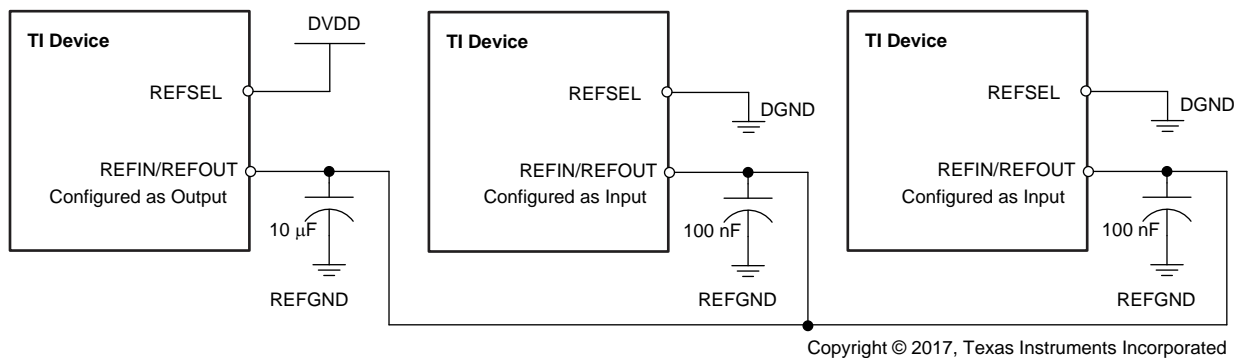 TI Device
DVDD
REFSEL
REFIN/REFOUT
Configured as Output
10 μF
REFGND
TI Device
REFSEL
DGND
REFIN/REFOUT
Configured as Input
100 nF
REFGND
TI Device
REFSEL
DGND
REFIN/REFOUT
Configured as Input
100 nF
REFGND
Copyright © 2017, Texas Instruments Incorporated